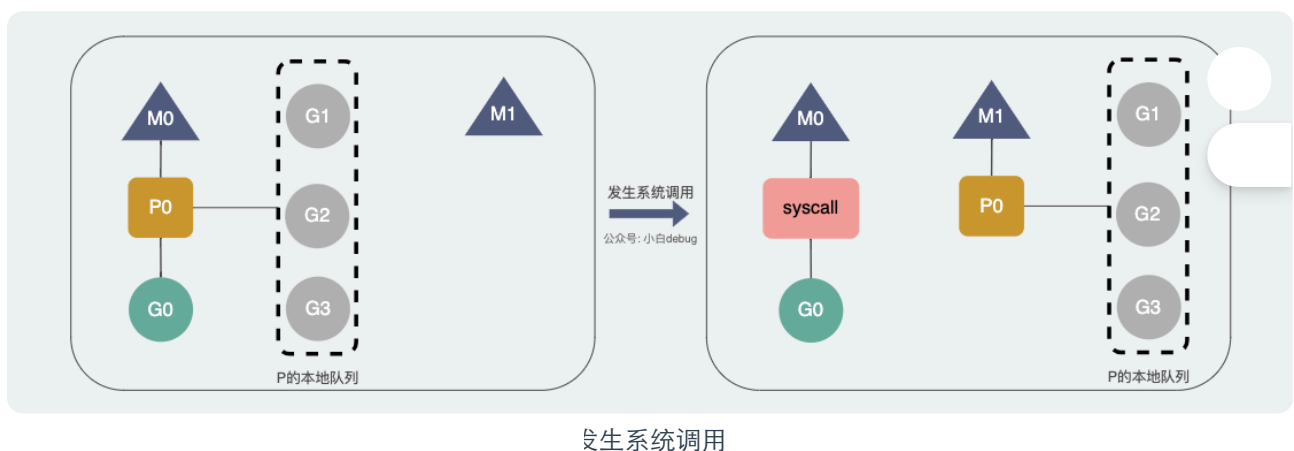 M0
G1
M1
P0
G2
G0
G3
P的本地队列
发生系统调用
公众号: 小白debug
M0
M1
G1
syscall
P0
G2
G0
G3
P的本地队列
发生系统调用